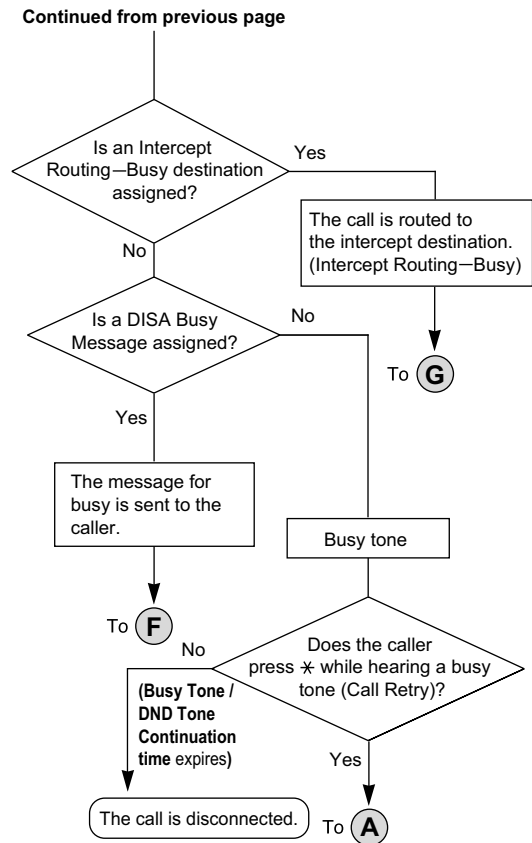 Continued from previous page
Is an Intercept
Routing—Busy destination
assigned?
Yes
The call is routed to
the intercept destination.
(Intercept Routing—Busy)
No
Is a DISA Busy
Message assigned?
No
To G
Yes
The message for
busy is sent to the
caller.
Busy tone
To F
Does the caller
press ✳ while hearing a busy
tone (Call Retry)?
No
(Busy Tone /
DND Tone
Continuation
time expires)
Yes
The call is disconnected.
To A